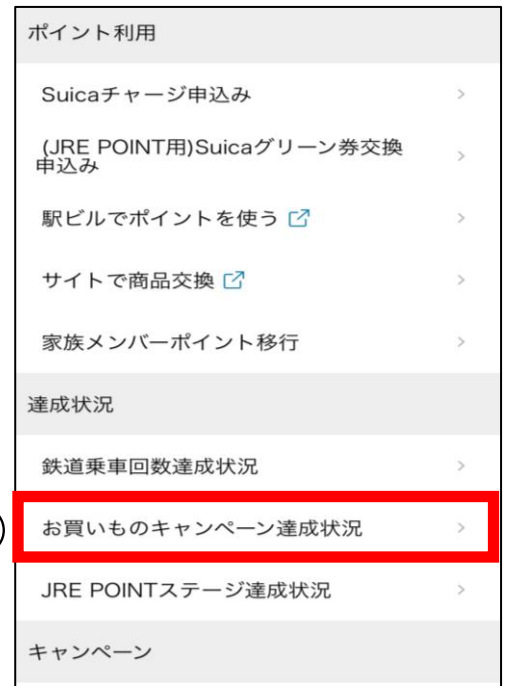 ポイント利用
Suicaチャージ申込み
(JRE POINT用)Suicaグリーン券交換
申込み
駅ビルでポイントを使う
サイトで商品交換
家族メンバーポイント移行
達成状況
鉄道乗車回数達成状況
お買いものキャンペーン達成状況
JRE POINTステージ達成状況
キャンペーン